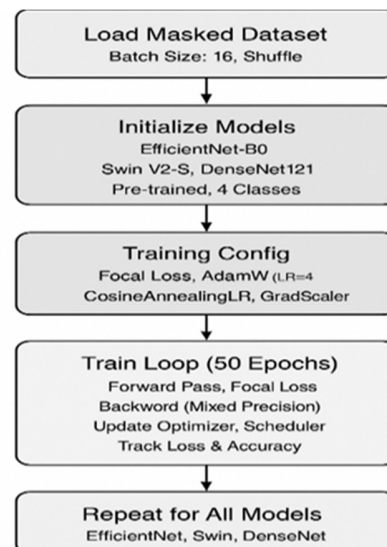 Load Masked Dataset
Batch Size: 16, Shuffle
Initialize Models
EfficientNet-B0
Swin V2-S, DenseNet121
Pre-trained, 4 Classes
Training Config
Focal Loss, AdamW (LR=4
CosineAnnealingLR, GradScaler
Train Loop (50 Epochs)
Forward Pass, Focal Loss
Backword (Mixed Precision)
Update Optimizer, Scheduler
Track Loss & Accuracy
Repeat for All Models
EfficientNet, Swin, DenseNet